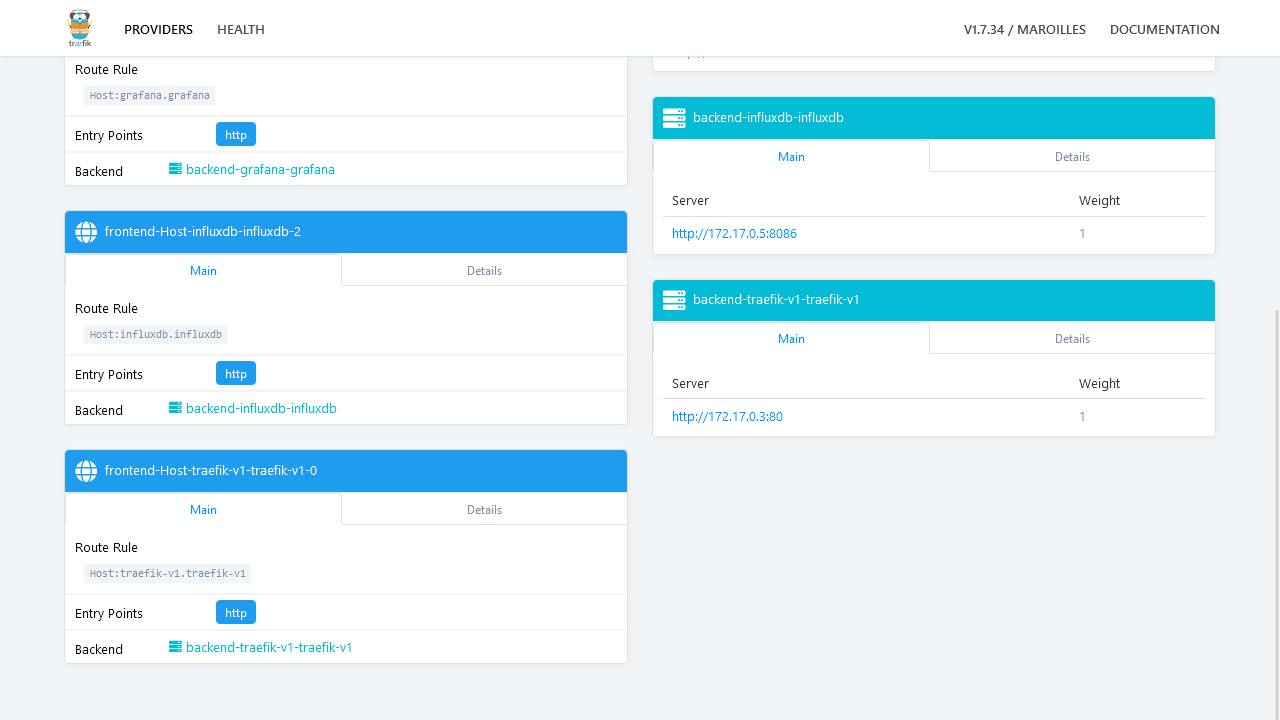 træfik
PROVIDERS
HEALTH
V1.7.34 / MAROILLES
DOCUMENTATION
Route Rule
Host:grafana.grafana
Entry Points
http
Backend
backend-grafana-grafana
frontend-Host-influxdb-influxdb-2
Main
Details
Route Rule
Host:influxdb.influxdb
Entry Points
http
Backend
backend-influxdb-influxdb
frontend-Host-traefik-v1-traefik-v1-0
Main
Details
Route Rule
Host:traefik-v1.traefik-v1
Entry Points
http
Backend
backend-traefik-v1-traefik-v1
backend-influxdb-influxdb
Main
Details
Server
Weight
http://172.17.0.5:8086
1
backend-traefik-v1-traefik-v1
Main
Details
Server
Weight
http://172.17.0.3:80
1